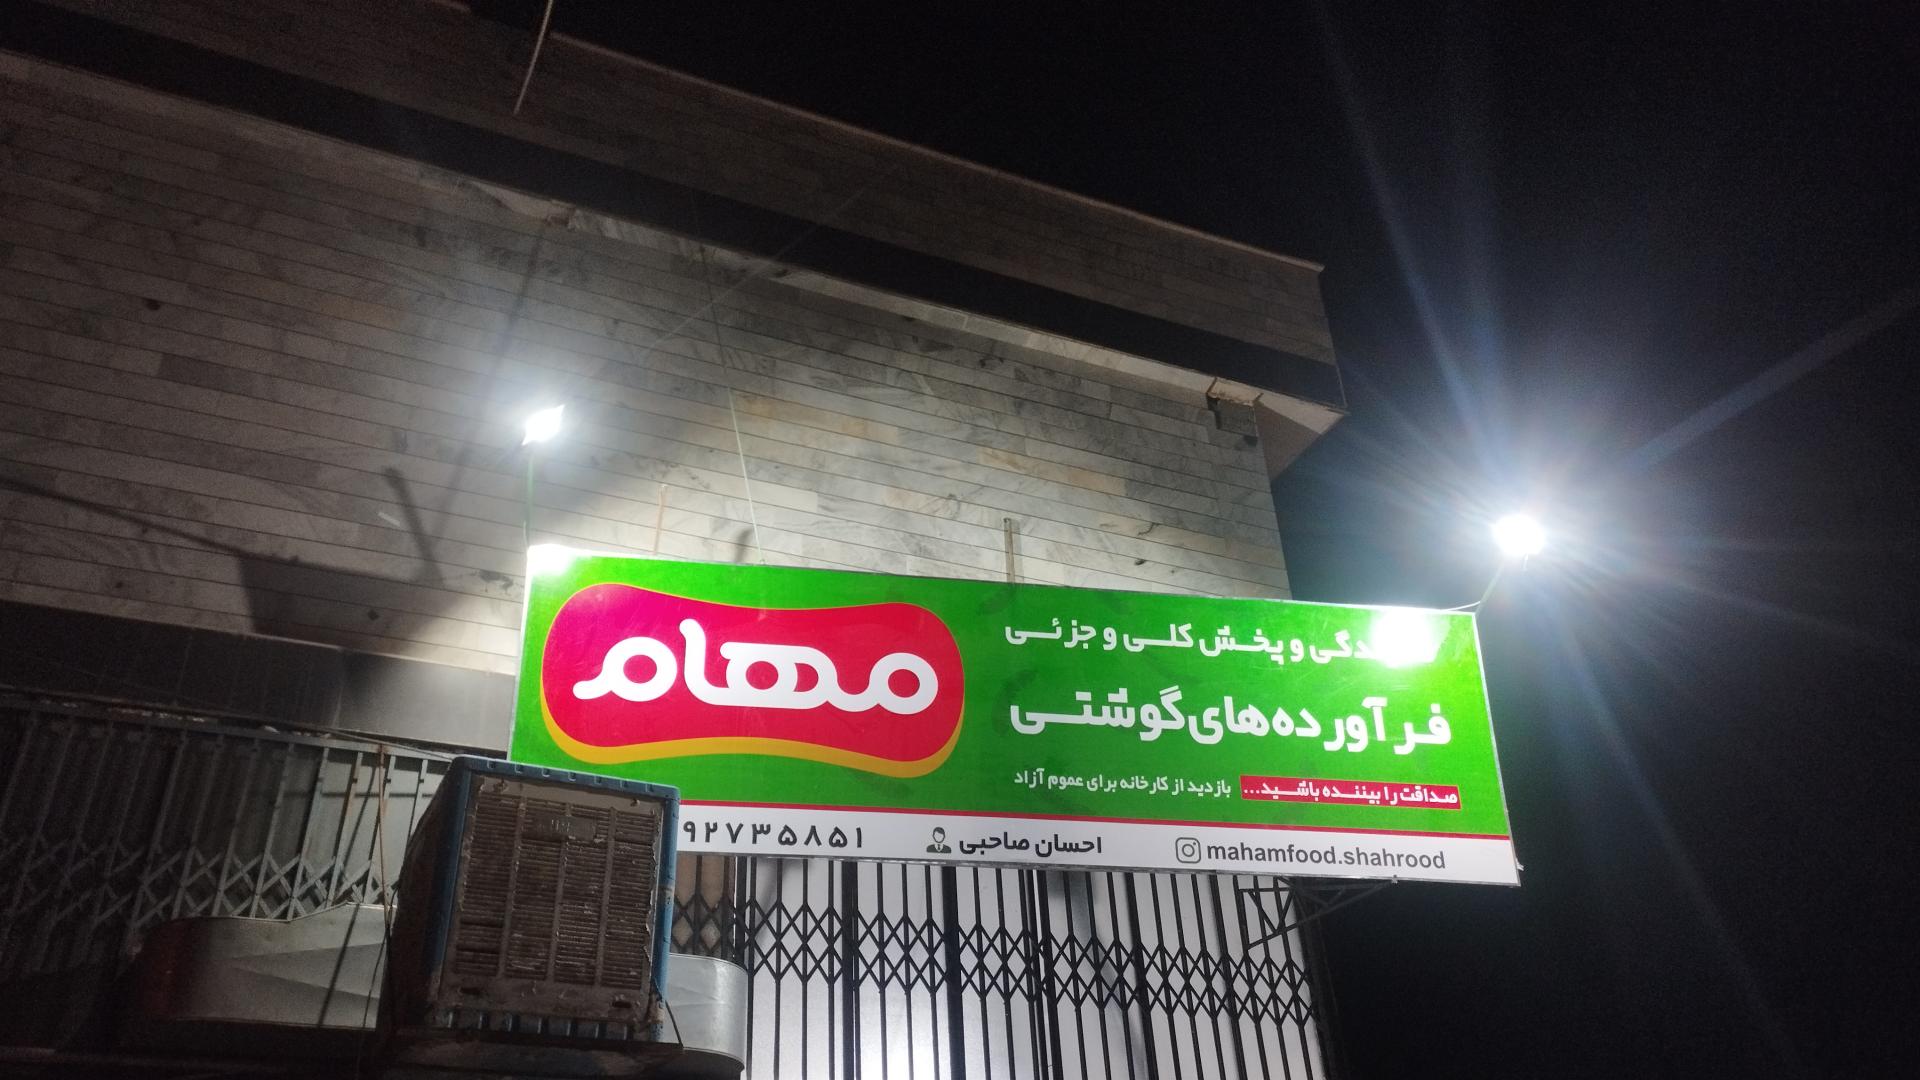 مهام
و پخش کلی و جزئی
فرآورده‌های گوشتی
صداقت را بیننده باشید... بازدید از کارخانه برای عموم آزاد
mahamfood.shahrood
احسان صاحبی
۹۲۷۳۵۸۵۱